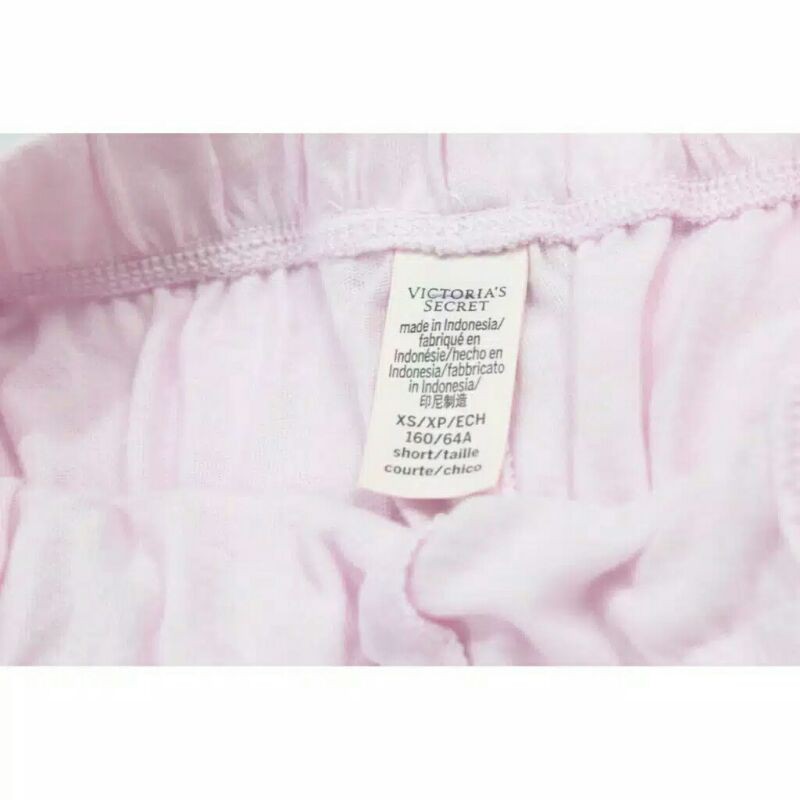 VICTORIA'S
SECRET
made in Indonesia/
fabriqué en
Indonésie/hecho en
Indonesia/fabbricato
in Indonesia/
印尼制造
XS/XP/ECH
160/64A
short/taille
courte/chico